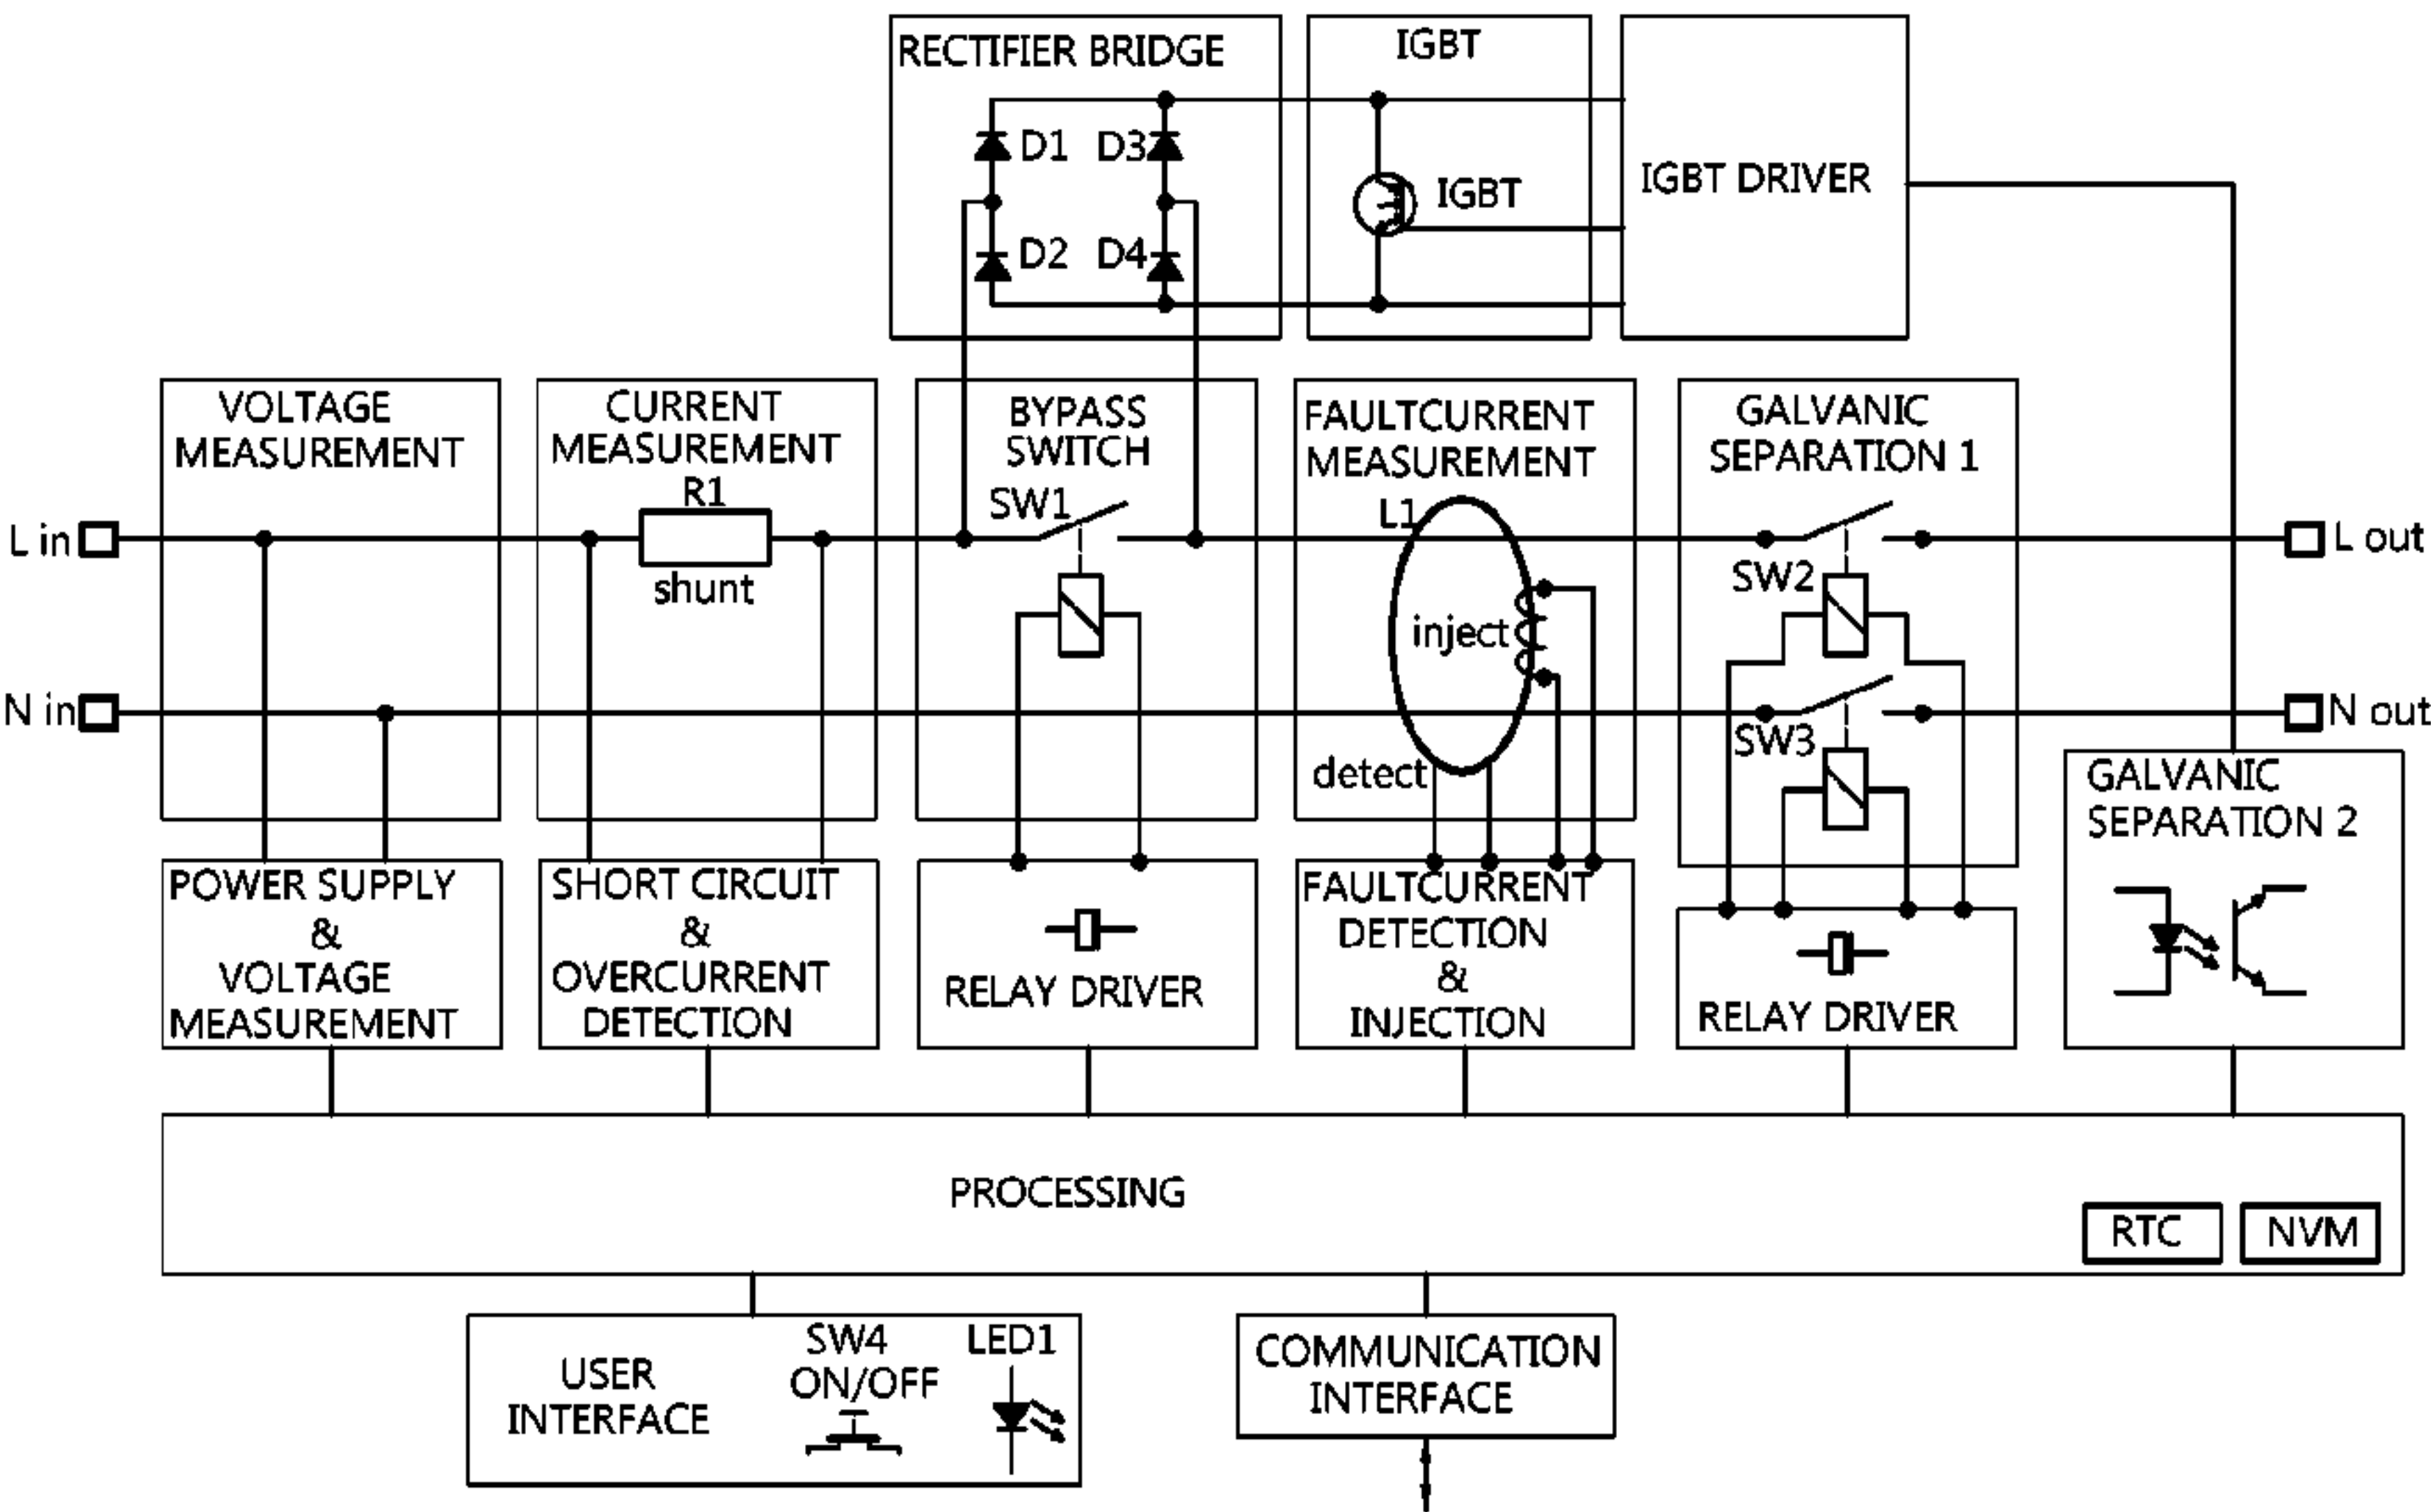 RECTIFIER BRIDGE
D1
D3
D2
D4
IGBT
IGBT
IGBT DRIVER
VOLTAGE
MEASUREMENT
CURRENT
MEASUREMENT
R1
shunt
BYPASS
SWITCH
SW1
FAULTCURRENT
MEASUREMENT
L1
inject
detect
GALVANIC
SEPARATION 1
SW2
SW3
L in
N in
L out
N out
POWER SUPPLY
&
VOLTAGE
MEASUREMENT
SHORT CIRCUIT
&
OVERCURRENT
DETECTION
RELAY DRIVER
FAULTCURRENT
DETECTION
&
INJECTION
RELAY DRIVER
GALVANIC
SEPARATION 2
PROCESSING
RTC
NVM
USER
INTERFACE
SW4
ON/OFF
LED1
COMMUNICATION
INTERFACE